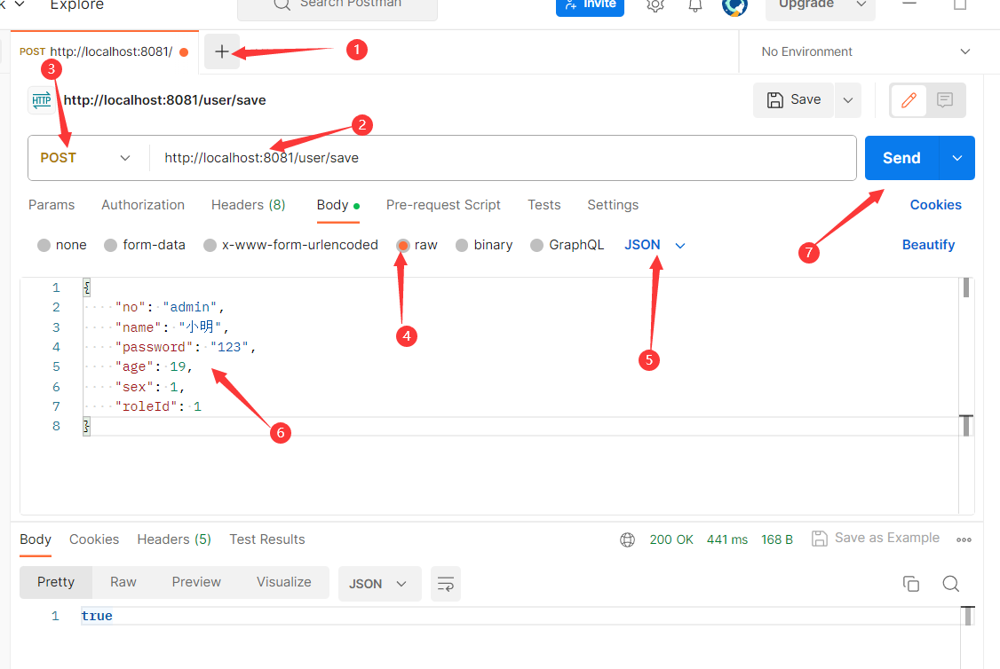 Explore
Search Postman
Invite
Upgrade
POST http://localhost:8081/
1
No Environment
3
HTTP http://localhost:8081/user/save
Save
2
POST
http://localhost:8081/user/save
Send
Params Authorization Headers (8) Body Pre-request Script Tests Settings Cookies
none form-data x-www-form-urlencoded raw binary GraphQL JSON Beautify
7
1 {
2 "no": "admin",
3 "name": "小明",
4 "password": "123",
4
5
5 "age": 19,
6 "sex": 1,
7 "roleId": 1
8 }
6
Body Cookies Headers (5) Test Results 200 OK 441 ms 168 B Save as Example
Pretty Raw Preview Visualize JSON
1 true